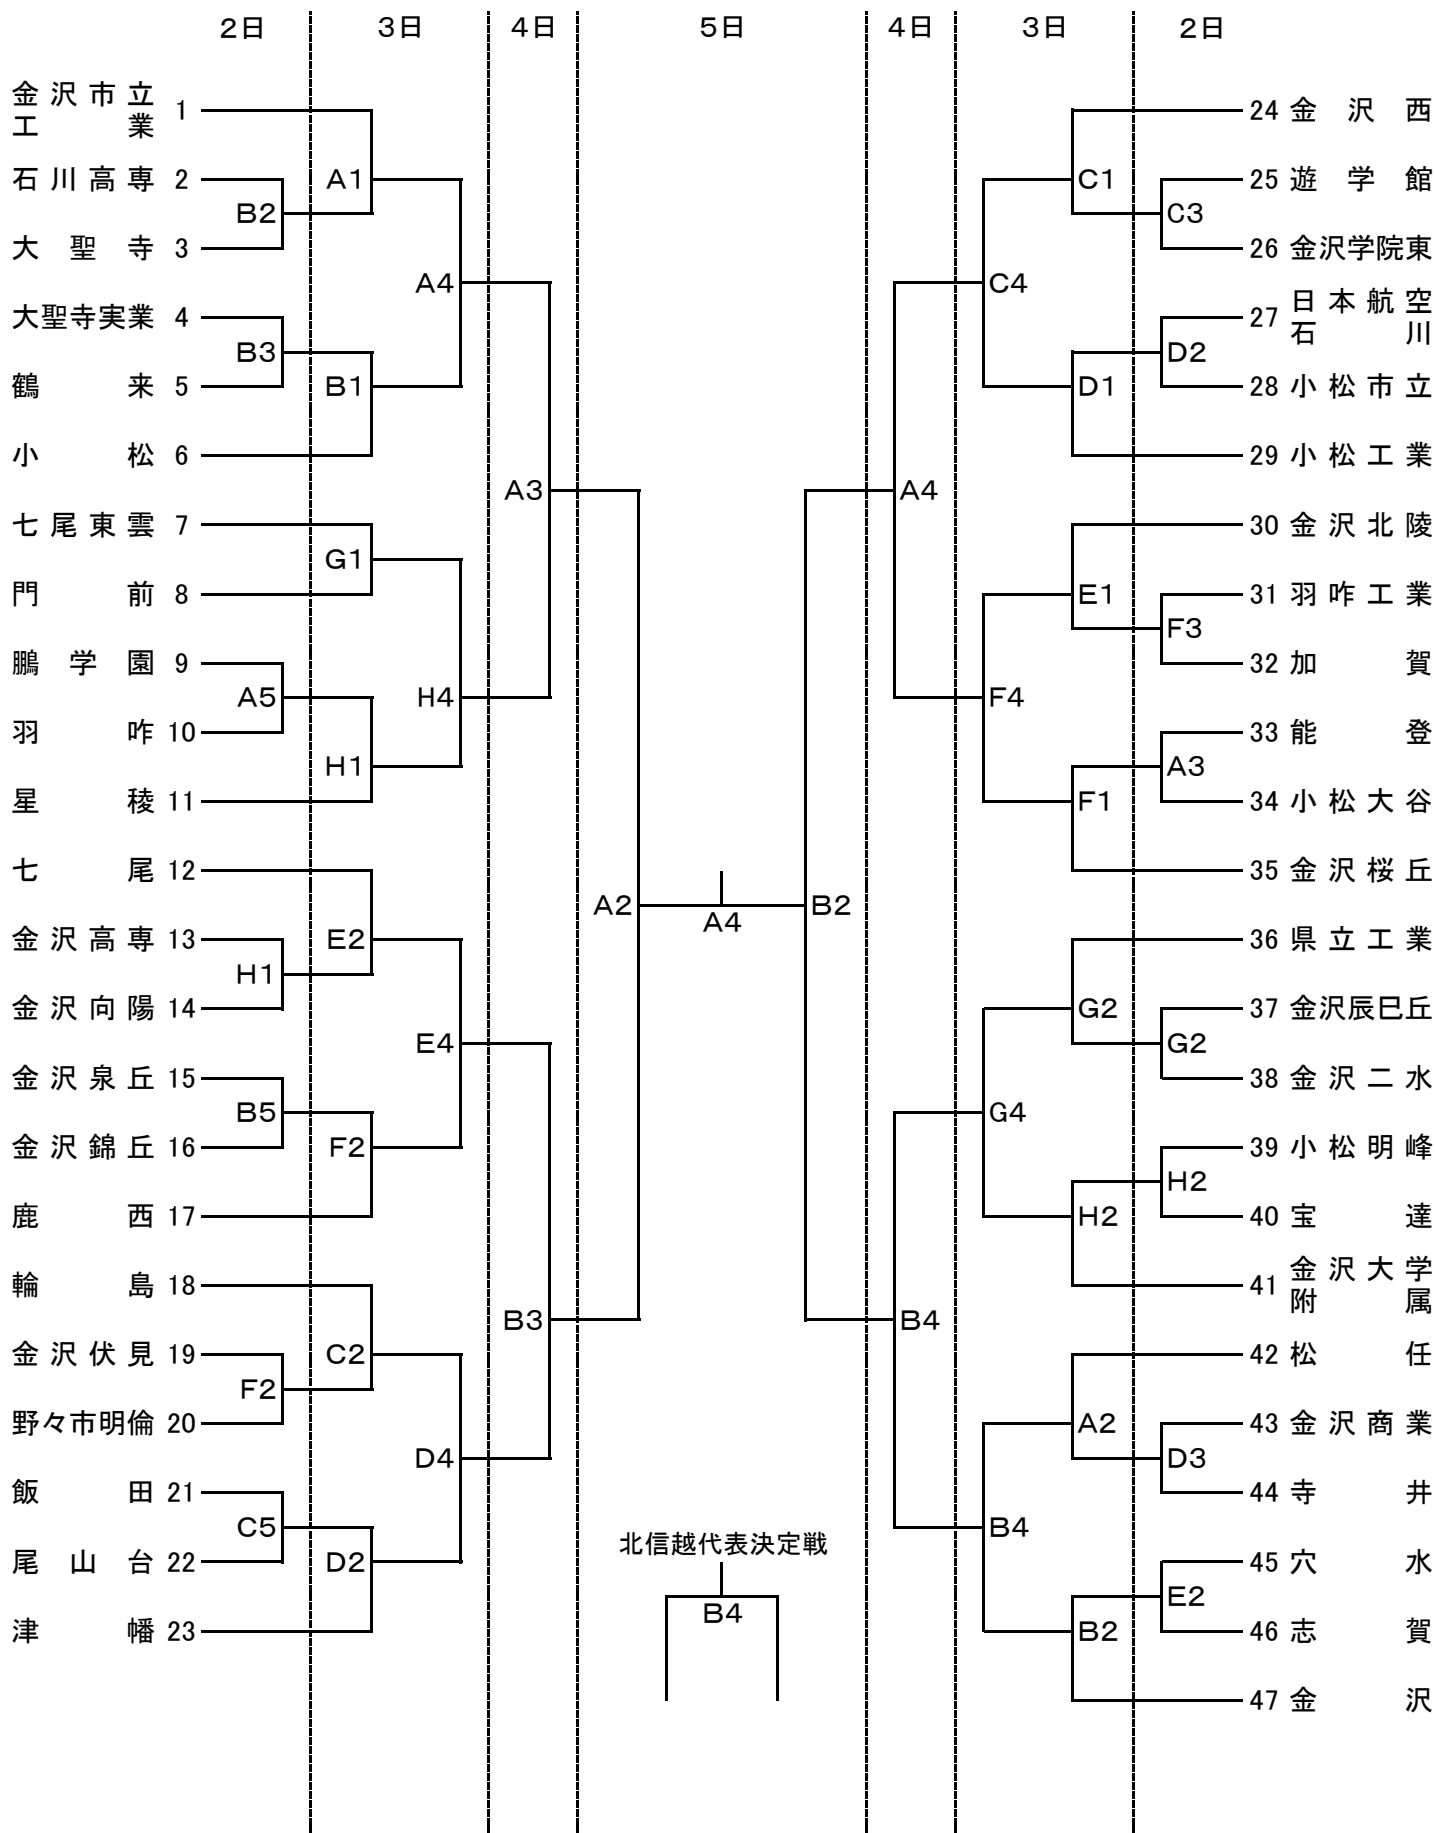 2日 3日 4日 5日 4日 3日 2日
金沢市立工業 1
石川高専 2
大聖寺 3
大聖寺実業 4
鶴来 5
小松 6
七尾東雲 7
門前 8
鵬学園 9
羽咋 10
星稜 11
七尾 12
金沢高専 13
金沢向陽 14
金沢泉丘 15
金沢錦丘 16
鹿西 17
輪島 18
金沢伏見 19
野々市明倫 20
飯田 21
尾山台 22
津幡 23
B2
B3
A5
H1
B5
F2
C5
A1
B1
G1
H1
E2
F2
C2
D2
A4
H4
E4
D4
A3
B3
A2
A4
B2
北信越代表決定戦
B4
A4
B4
C4
F4
G4
B4
C1
D1
E1
F1
G2
H2
A2
B2
C3
D2
F3
A3
G2
H2
D3
E2
24 金沢西
25 遊学館
26 金沢学院東
27 日本航空石川
28 小松市立
29 小松工業
30 金沢北陵
31 羽咋工業
32 加賀
33 能登
34 小松大谷
35 金沢桜丘
36 県立工業
37 金沢辰巳丘
38 金沢二水
39 小松明峰
40 宝達
41 金沢大学附属
42 松任
43 金沢商業
44 寺井
45 穴水
46 志賀
47 金沢